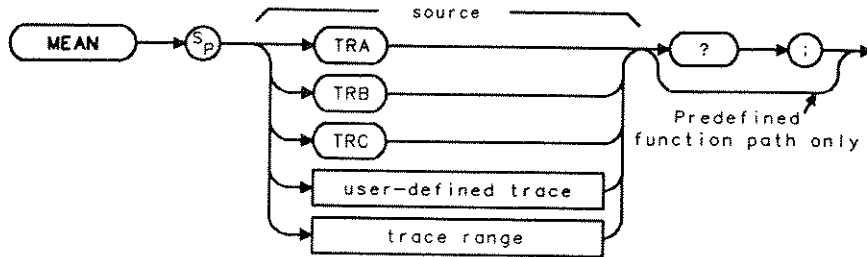 source
MEAN
SP
TRA
?
;
TRB
TRC
Predefined
function path only
user-defined trace
trace range